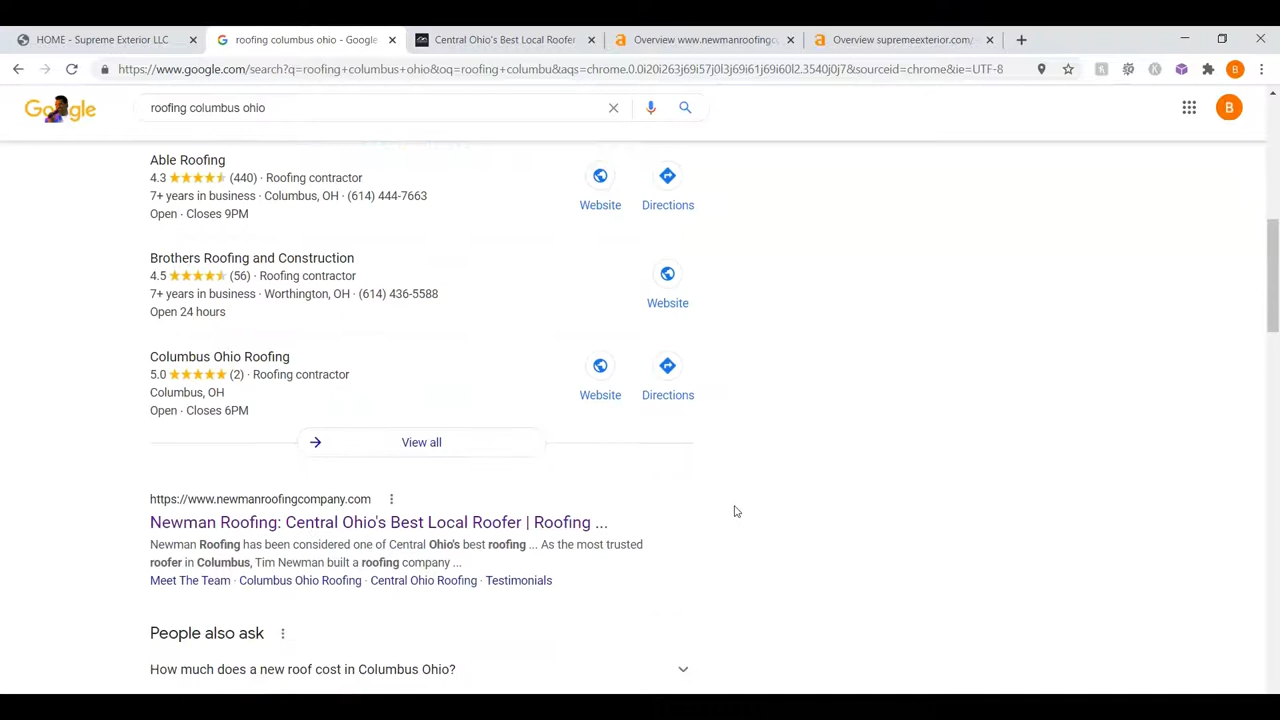 HOME - Supreme Exterior LLC
roofing columbus ohio - Google
Central Ohio's Best Local Roofer
Overview www.newmanroofingc
Overview supremeexterior.com/
https://www.google.com/search?q=roofing+columbus+ohio&oq=roofing+columbu&aqs=chrome.0.0i20i263j69i57j0l3j69i61j69i60l2.3540j0j7&sourceid=chrome&ie=UTF-8
B
Google
roofing columbus ohio
B
Able Roofing
4.3 (440) · Roofing contractor
7+ years in business · Columbus, OH · (614) 444-7663
Open · Closes 9PM
Website
Directions
Brothers Roofing and Construction
4.5 (56) · Roofing contractor
7+ years in business · Worthington, OH · (614) 436-5588
Open 24 hours
Website
Columbus Ohio Roofing
5.0 (2) · Roofing contractor
Columbus, OH
Open · Closes 6PM
Website
Directions
View all
https://www.newmanroofingcompany.com
Newman Roofing: Central Ohio's Best Local Roofer | Roofing ...
Newman Roofing has been considered one of Central Ohio's best roofing ... As the most trusted
roofer in Columbus, Tim Newman built a roofing company ...
Meet The Team · Columbus Ohio Roofing · Central Ohio Roofing · Testimonials
People also ask
How much does a new roof cost in Columbus Ohio?